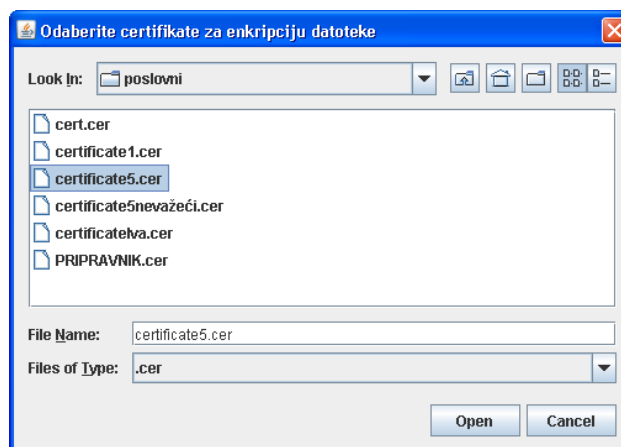 Odaberite certifikate za enkripciju datoteke
Look In: poslovni
cert.cer
certificate1.cer
certificate5.cer
certificate5nevažeći.cer
certificateIva.cer
PRIPRAVNIK.cer
File Name: certificate5.cer
Files of Type: .cer
Open Cancel